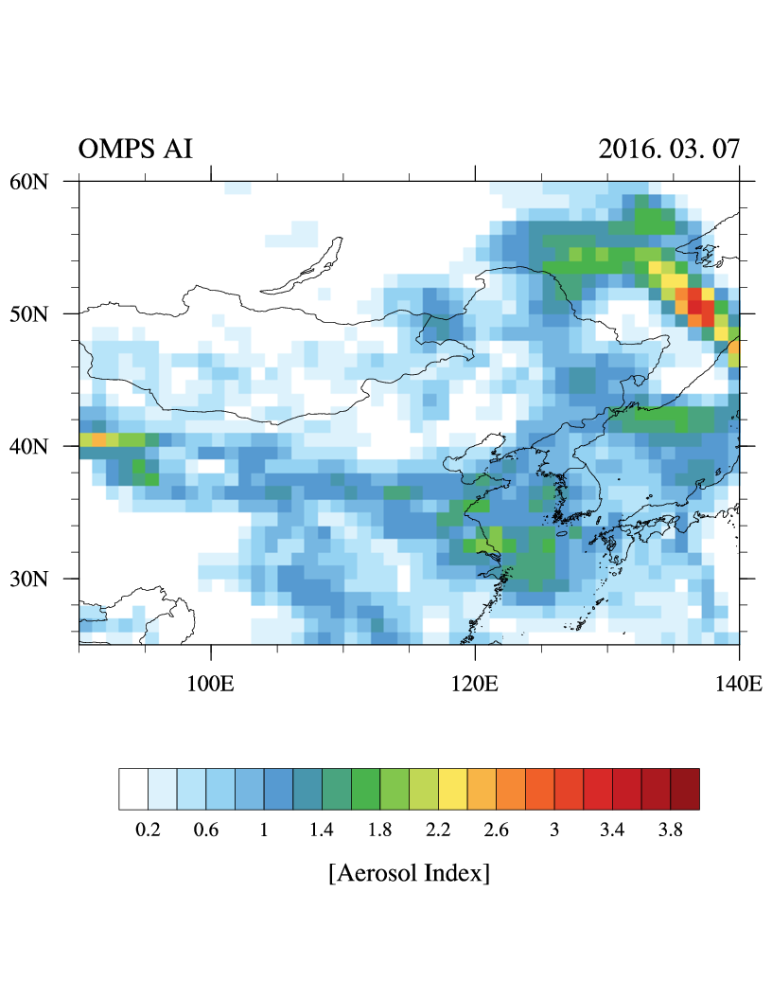 OMPS AI 2016. 03. 07
60N
50N
40N
30N
100E 120E 140E
0.2 0.6 1 1.4 1.8 2.2 2.6 3 3.4 3.8
[Aerosol Index]